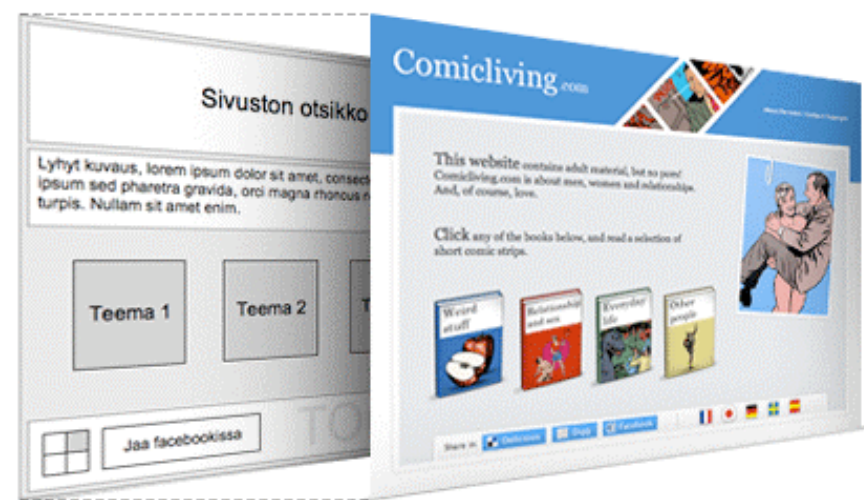 Sivuston otsikko
Lyhyt kuvaus, lorem ipsum dolor sit amet, consect
ipsum sed pharetra gravida, orci magna rhoncus
turpis. Nullam sit amet enim.
Teema 1
Teema 2
T
Jaa facebookissa
TO
Comicliving.com
This website contains adult material, but no porn!
Comicliving.com is about men, women and relationships.
And, of course, love.
Click any of the books below, and read a selection of
short comic strips.
Weird
stuff
Relationship
and sex
Everyday
life
Other
people
Share in
Delicious
Digg
Facebook